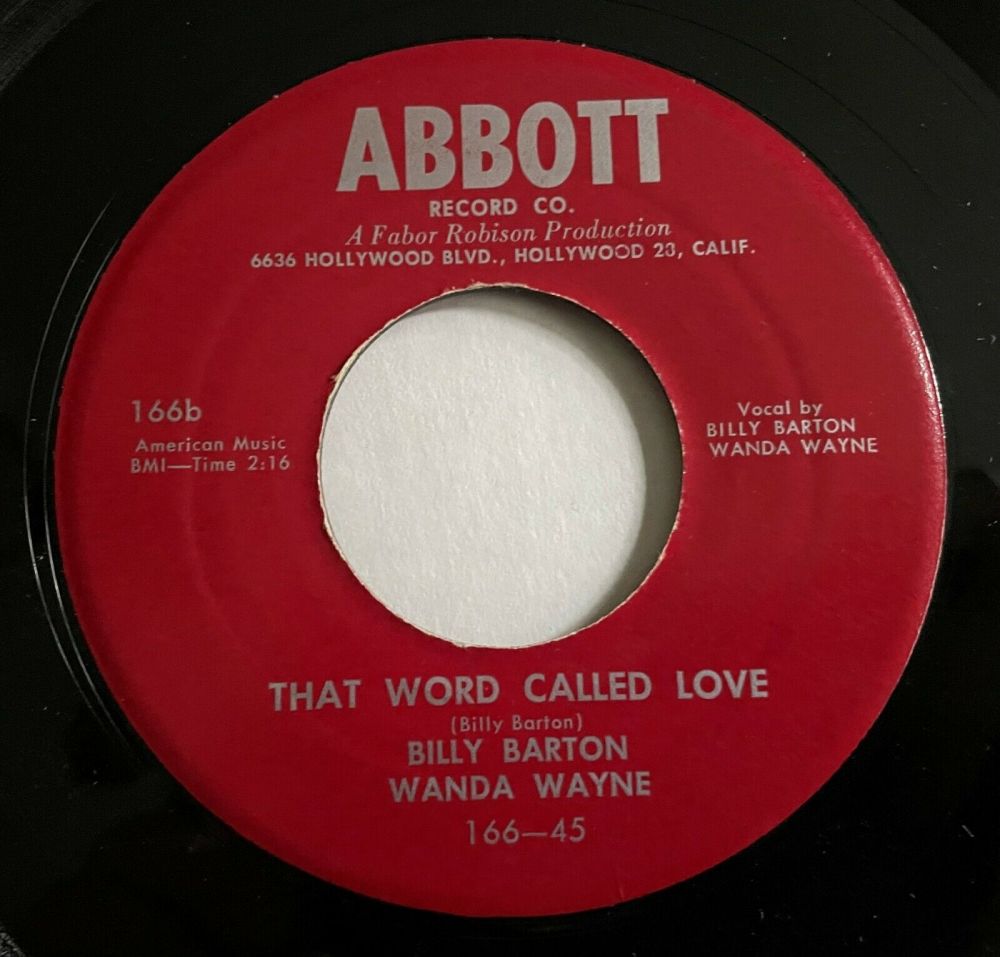 ABBOTT
RECORD CO.
A Fabor Robison Production
6636 HOLLYWOOD BLVD., HOLLYWOOD 28, CALIF.
166b
American Music
BMI—Time 2:16
Vocal by
BILLY BARTON
WANDA WAYNE
THAT WORD CALLED LOVE
(Billy Barton)
BILLY BARTON
WANDA WAYNE
166—45